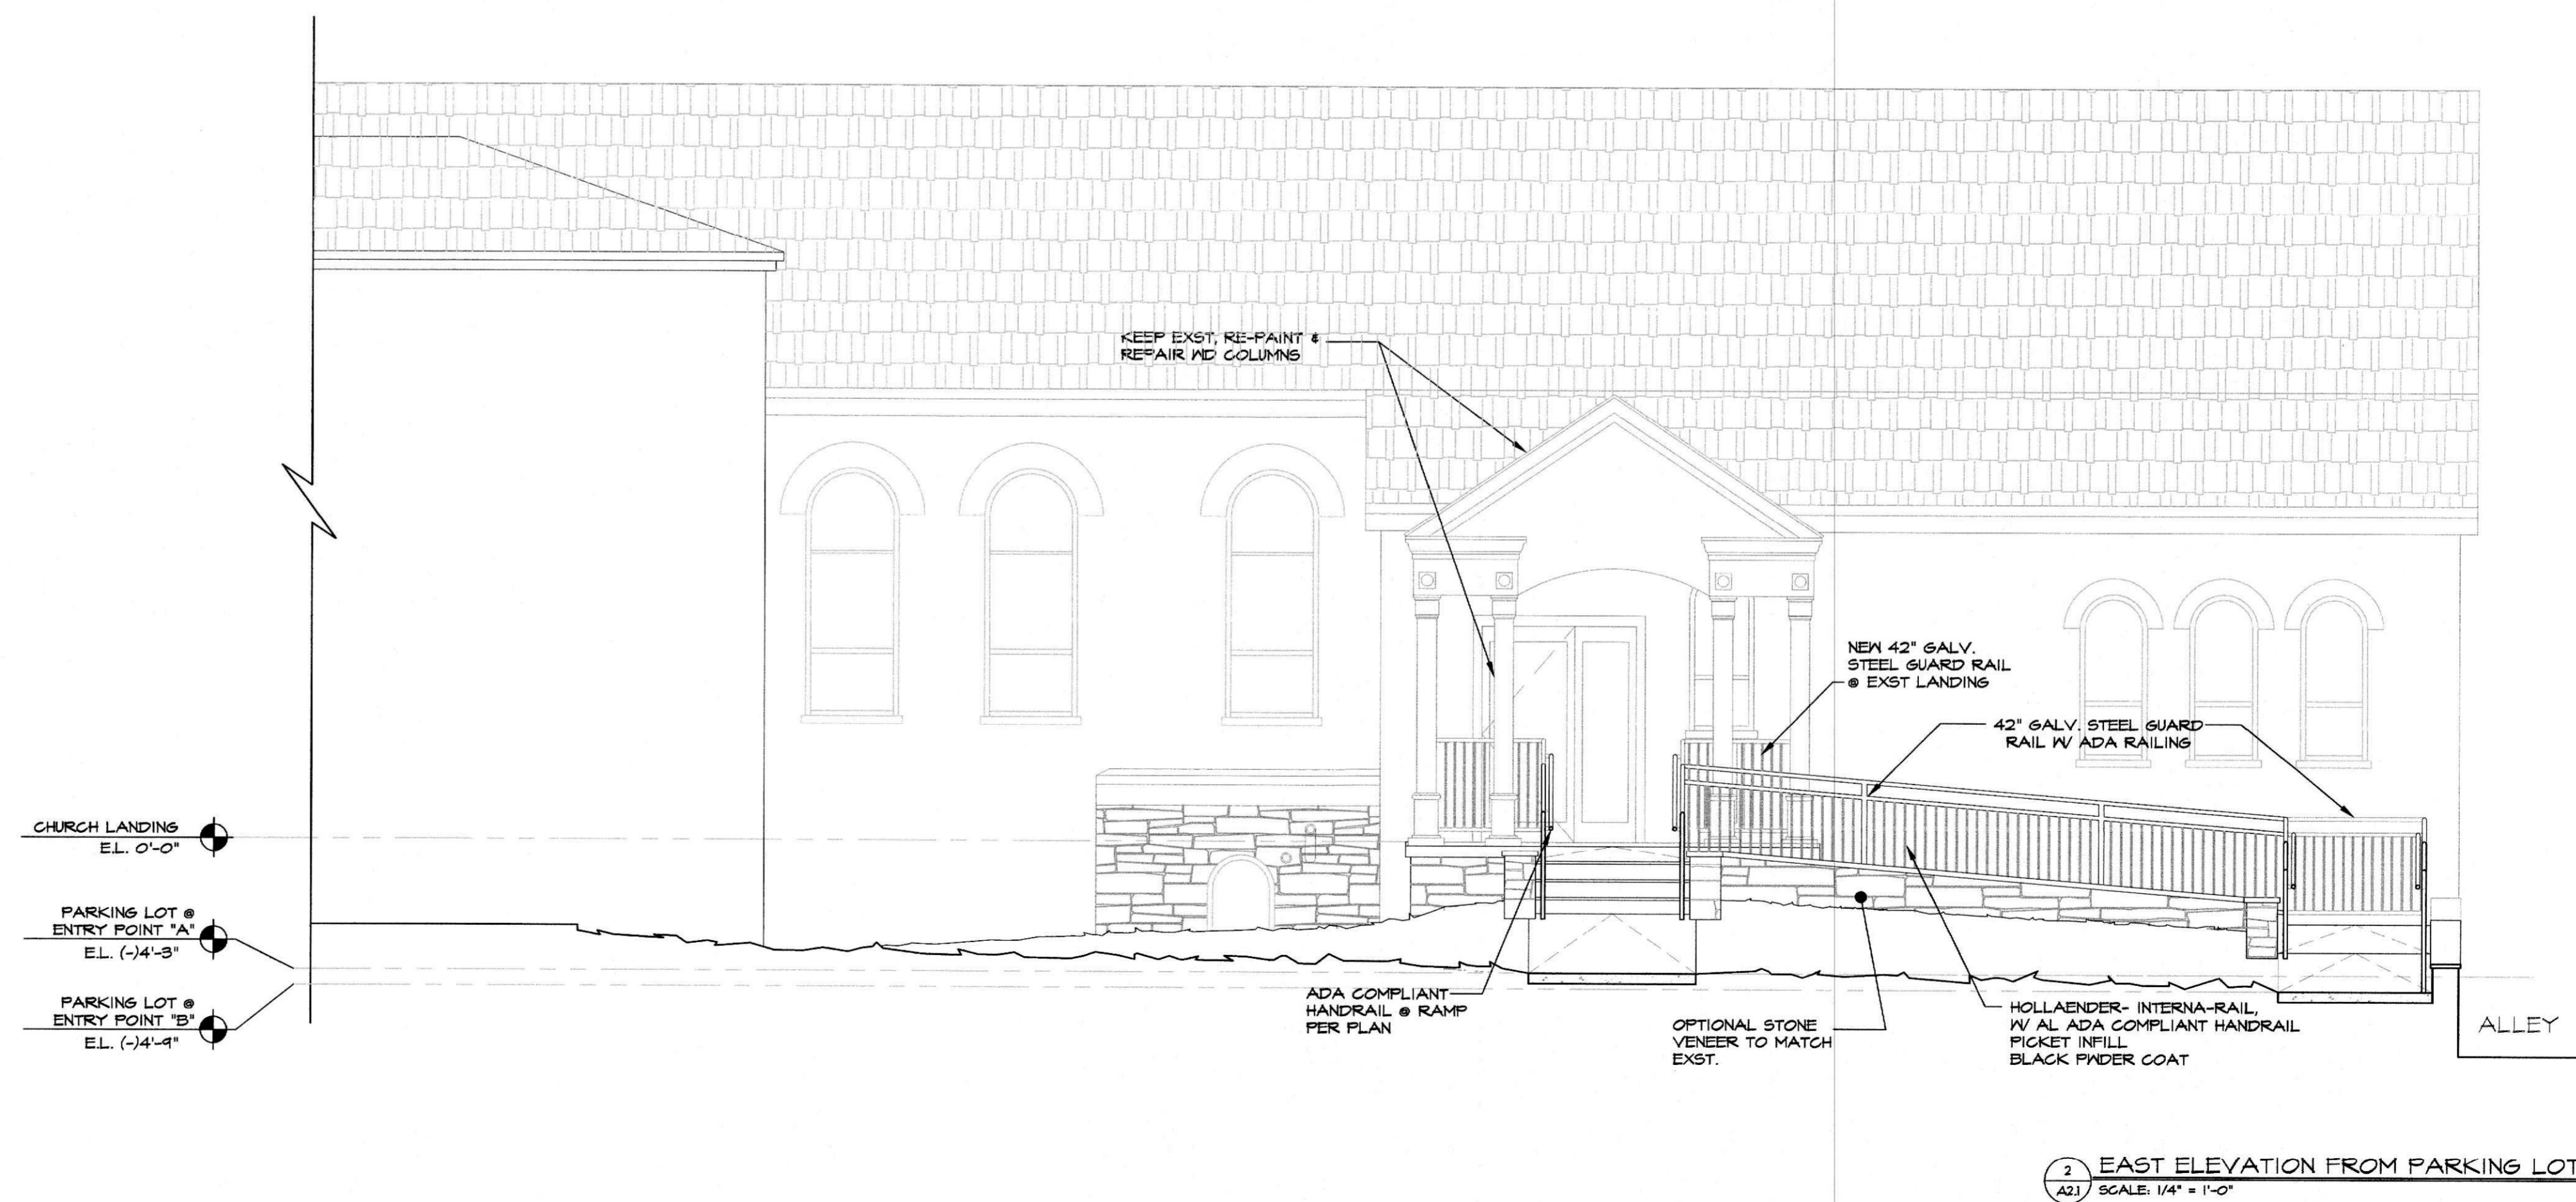 KEEP EXST, RE-PAINT &
REPAIR WD COLUMNS
NEW 42" GALV.
STEEL GUARD RAIL
@ EXST LANDING
42" GALV. STEEL GUARD
RAIL W/ ADA RAILING
CHURCH LANDING
E.L. 0'-0"
PARKING LOT @
ENTRY POINT "A"
E.L. (-)4'-3"
PARKING LOT @
ENTRY POINT "B"
E.L. (-)4'-9"
ADA COMPLIANT
HANDRAIL @ RAMP
PER PLAN
OPTIONAL STONE
VENEER TO MATCH
EXST.
HOLLAENDER- INTERNA-RAIL,
W/ AL ADA COMPLIANT HANDRAIL
PICKET INFILL
BLACK PWDER COAT
ALLEY
2
A2.1
EAST ELEVATION FROM PARKING LOT
SCALE: 1/4" = 1'-0"